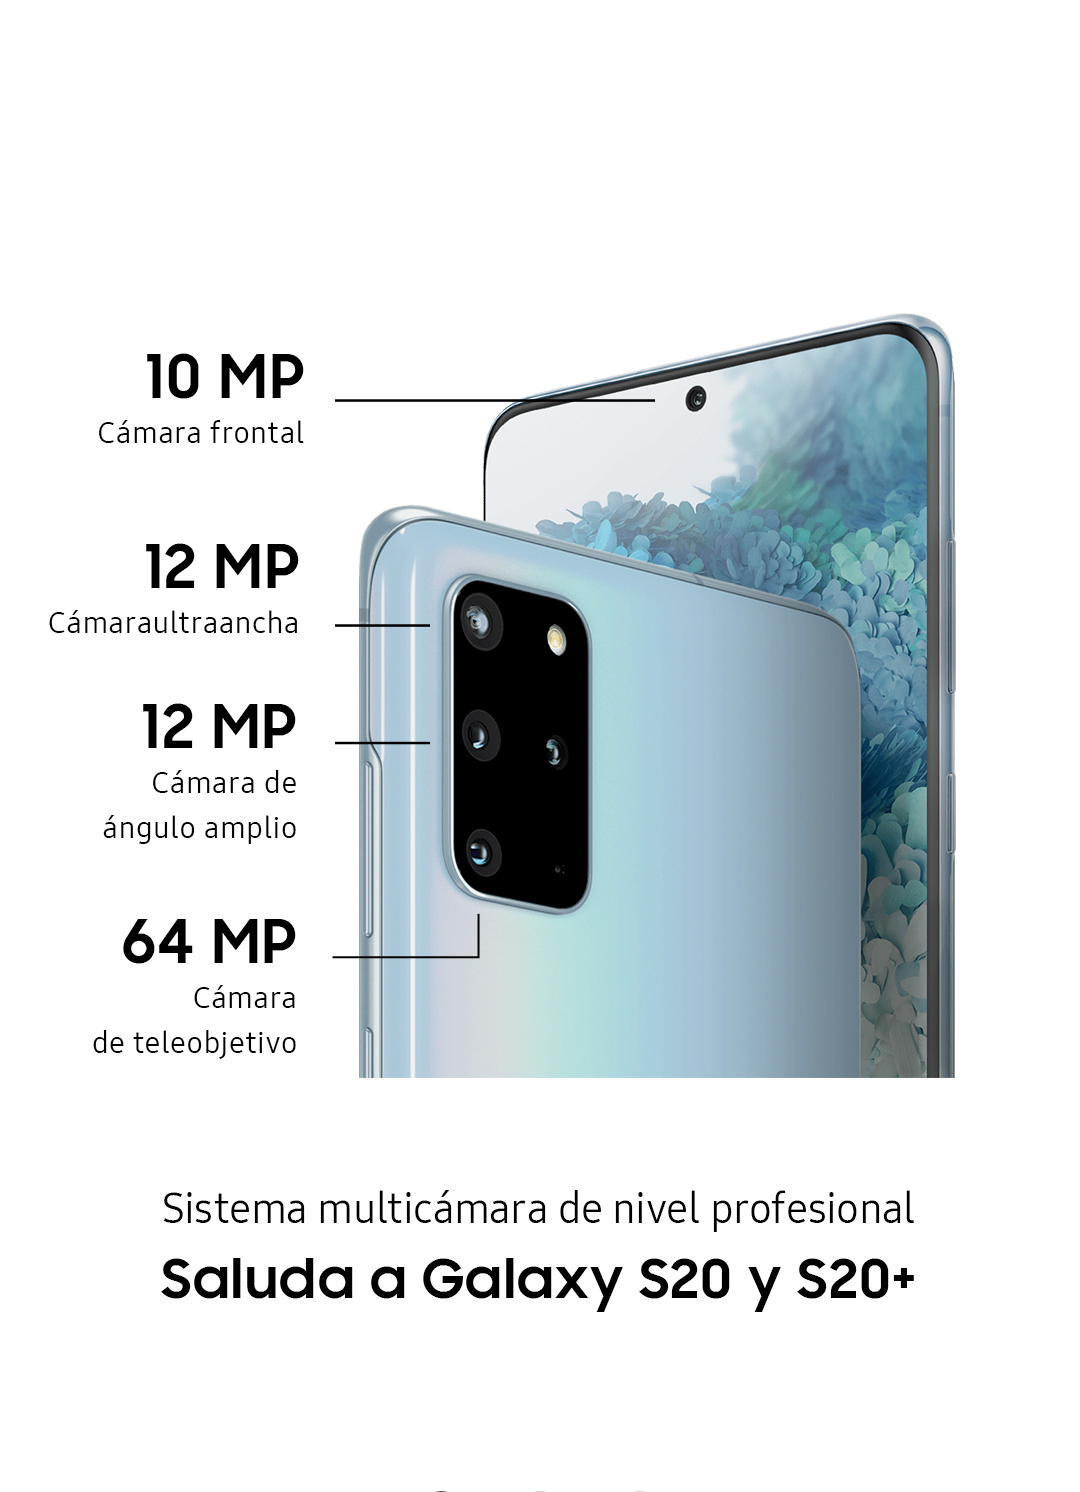 10 MP
Cámara frontal
12 MP
Cámaraultraancha
12 MP
Cámara de
ángulo amplio
64 MP
Cámara
de teleobjetivo
Sistema multicámara de nivel profesional
Saluda a Galaxy S20 y S20+